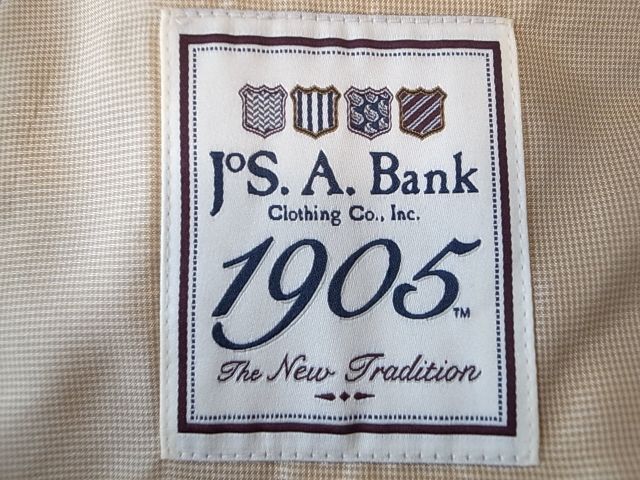 JoS. A. Bank
Clothing Co., Inc.
1905™
The New Tradition